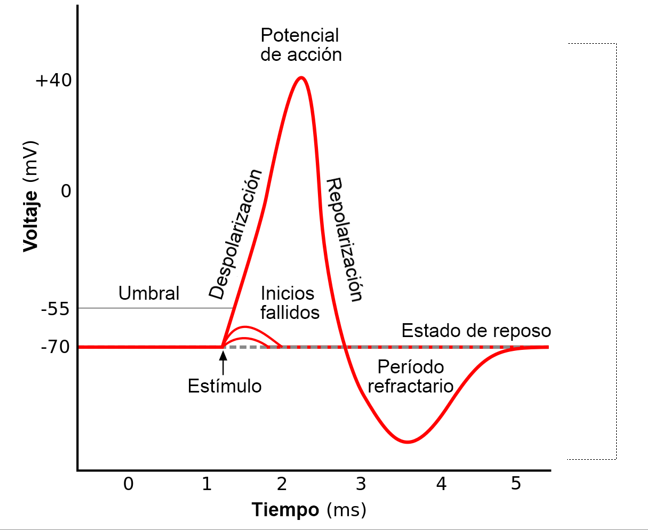 Potencial
de acción
+40
0
-55
-70
Voltaje (mV)
Despolarización
Repolarización
Umbral
Inicios
fallidos
Estado de reposo
Estímulo
Período
refractario
0 1 2 3 4 5
Tiempo (ms)